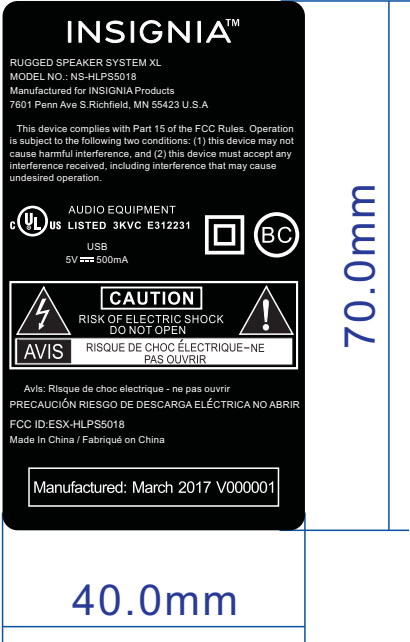 INSIGNIA™
RUGGED SPEAKER SYSTEM XL
MODEL NO.: NS-HLPS5018
Manufactured for INSIGNIA Products
7601 Penn Ave S.Richfield, MN 55423 U.S.A
This device complies with Part 15 of the FCC Rules. Operation
is subject to the following two conditions: (1) this device may not
cause harmful interference, and (2) this device must accept any
interference received, including interference that may cause
undesired operation.
AUDIO EQUIPMENT
C UL US LISTED 3KVC E312231
BC
USB
5V ⎓ 500mA
CAUTION
RISK OF ELECTRIC SHOCK
DO NOT OPEN
AVIS
RISQUE DE CHOC ÉLECTRIQUE-NE
PAS OUVRIR
AvIs: RIsque de choc electrique - ne pas ouvrir
PRECAUCIÓN RIESGO DE DESCARGA ELÉCTRICA NO ABRIR
FCC ID:ESX-HLPS5018
Made In China / Fabriqué on China
Manufactured: March 2017 V000001
70.0mm
40.0mm